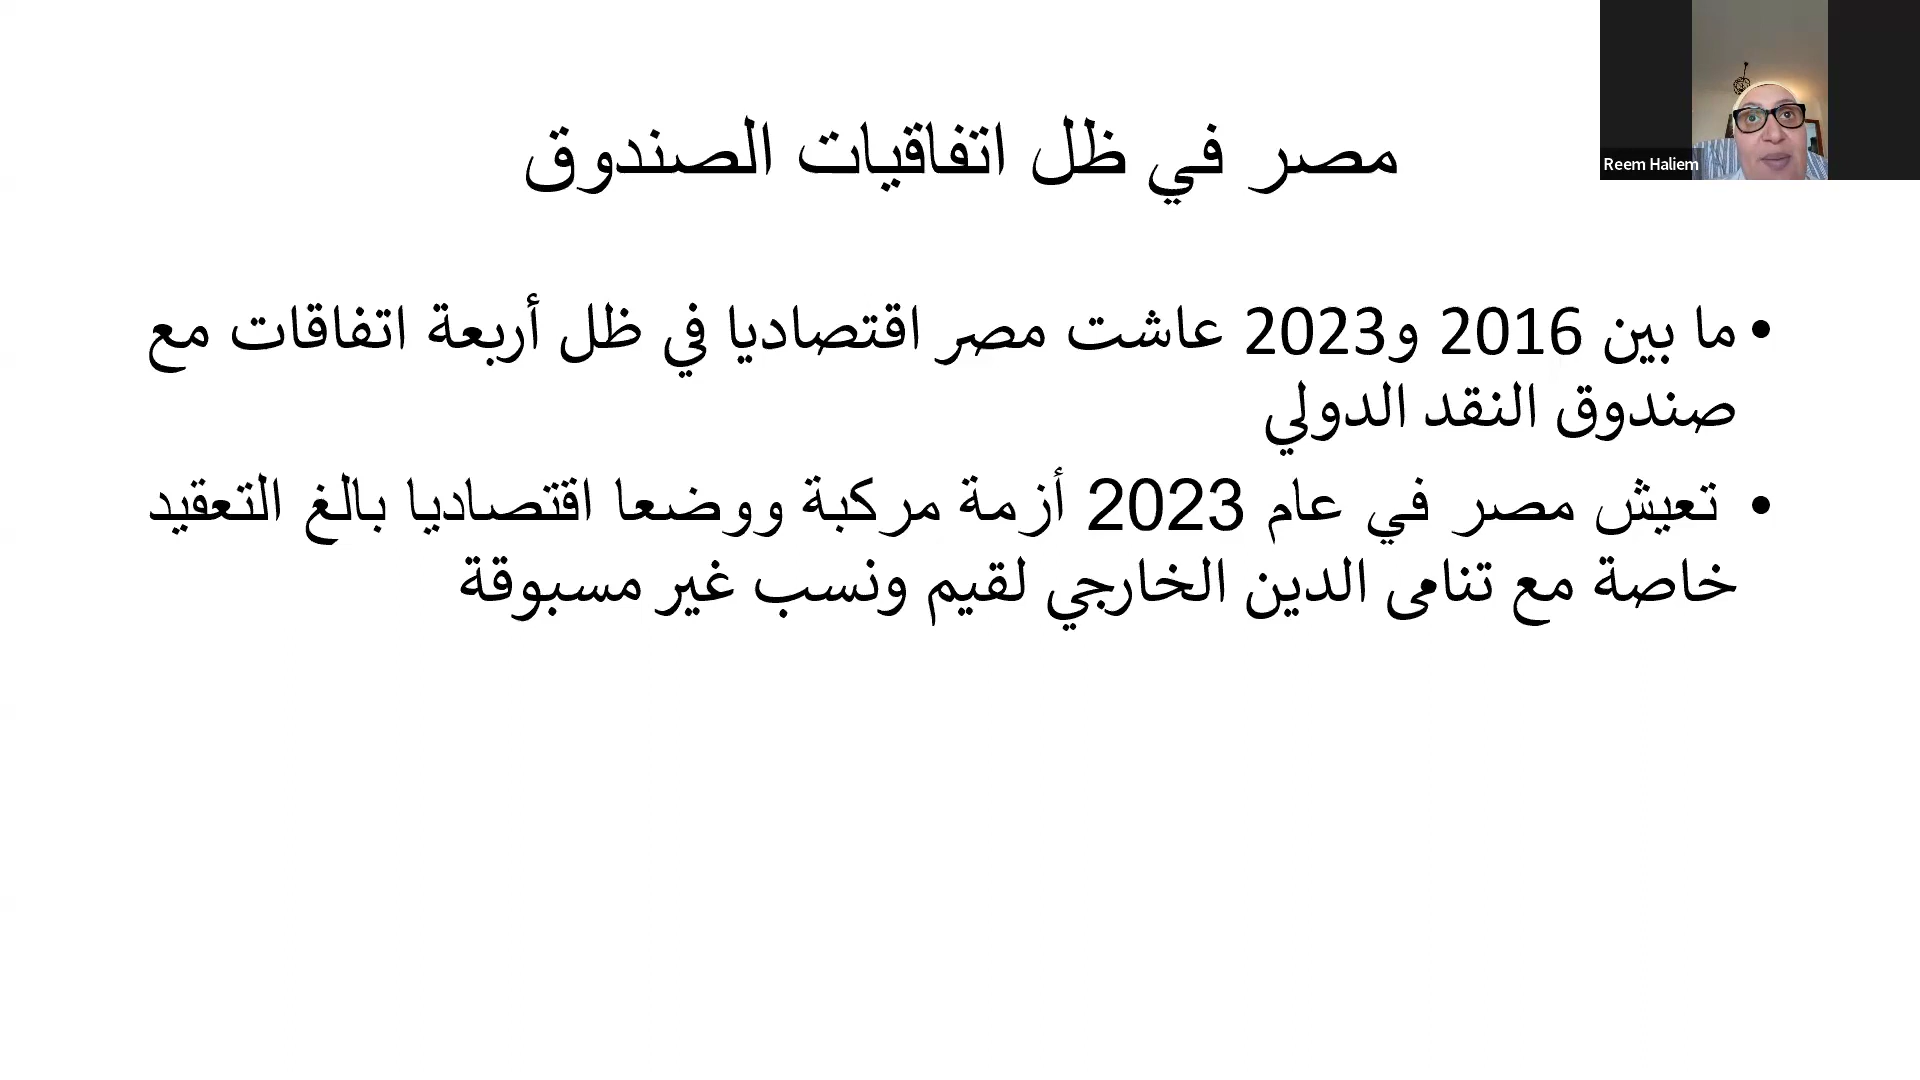 مصر في ظل اتفاقيات الصندوق
Reem Haliem
• ما بين 2016 و2023 عاشت مصر اقتصاديا في ظل أربعة اتفاقات مع
صندوق النقد الدولي
• تعيش مصر في عام 2023 أزمة مركبة ووضعا اقتصاديا بالغ التعقيد
خاصة مع تنامى الدين الخارجي لقيم ونسب غير مسبوقة